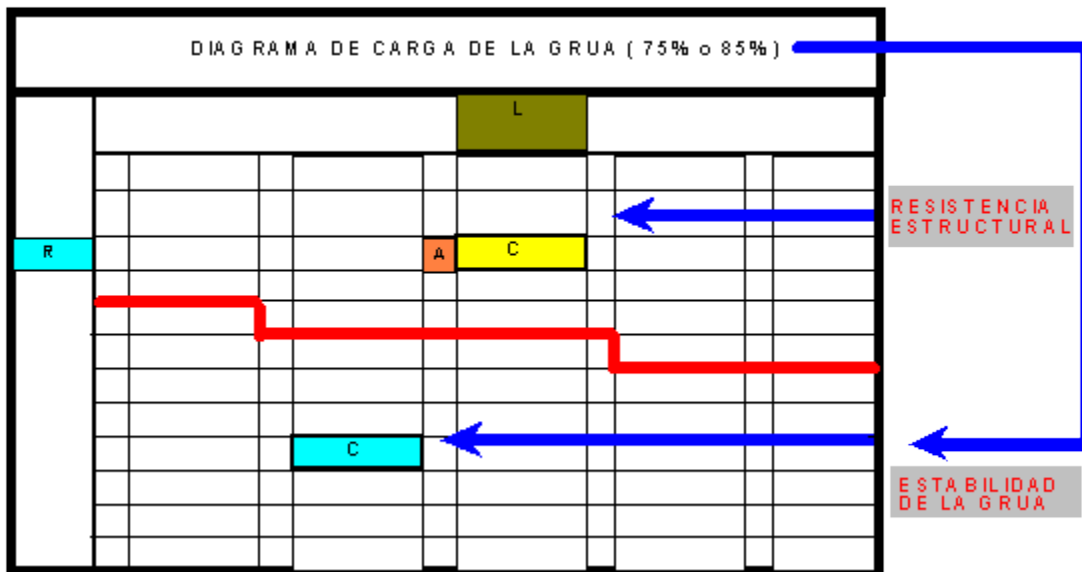 DIAGRAMA DE CARGA DE LA GRUA ( 75% o 85%)
L
RESISTENCIA
ESTRUCTURAL
R
A
C
C
ESTABILIDAD
DE LA GRUA